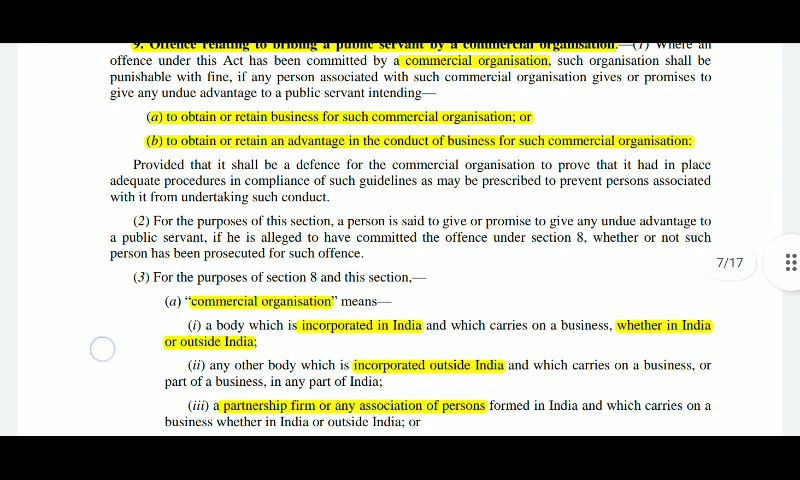 9. Offence relating to bribing a public servant by a commercial organisation.—(1) Where an
offence under this Act has been committed by a commercial organisation, such organisation shall be
punishable with fine, if any person associated with such commercial organisation gives or promises to
give any undue advantage to a public servant intending—
(a) to obtain or retain business for such commercial organisation; or
(b) to obtain or retain an advantage in the conduct of business for such commercial organisation:
Provided that it shall be a defence for the commercial organisation to prove that it had in place
adequate procedures in compliance of such guidelines as may be prescribed to prevent persons associated
with it from undertaking such conduct.
(2) For the purposes of this section, a person is said to give or promise to give any undue advantage to
a public servant, if he is alleged to have committed the offence under section 8, whether or not such
person has been prosecuted for such offence.
7/17
(3) For the purposes of section 8 and this section,—
(a) “commercial organisation” means—
(i) a body which is incorporated in India and which carries on a business, whether in India
or outside India;
(ii) any other body which is incorporated outside India and which carries on a business, or
part of a business, in any part of India;
(iii) a partnership firm or any association of persons formed in India and which carries on a
business whether in India or outside India; or